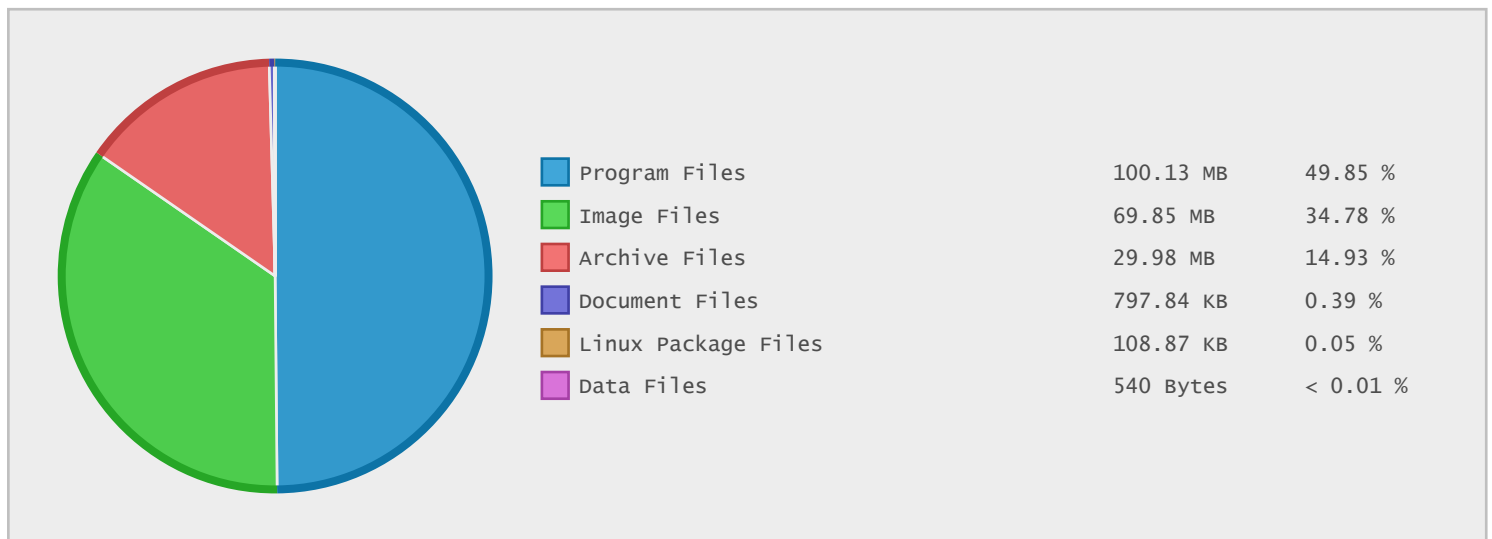 Program Files 100.13 MB 49.85 %
Image Files 69.85 MB 34.78 %
Archive Files 29.98 MB 14.93 %
Document Files 797.84 KB 0.39 %
Linux Package Files 108.87 KB 0.05 %
Data Files 540 Bytes < 0.01 %